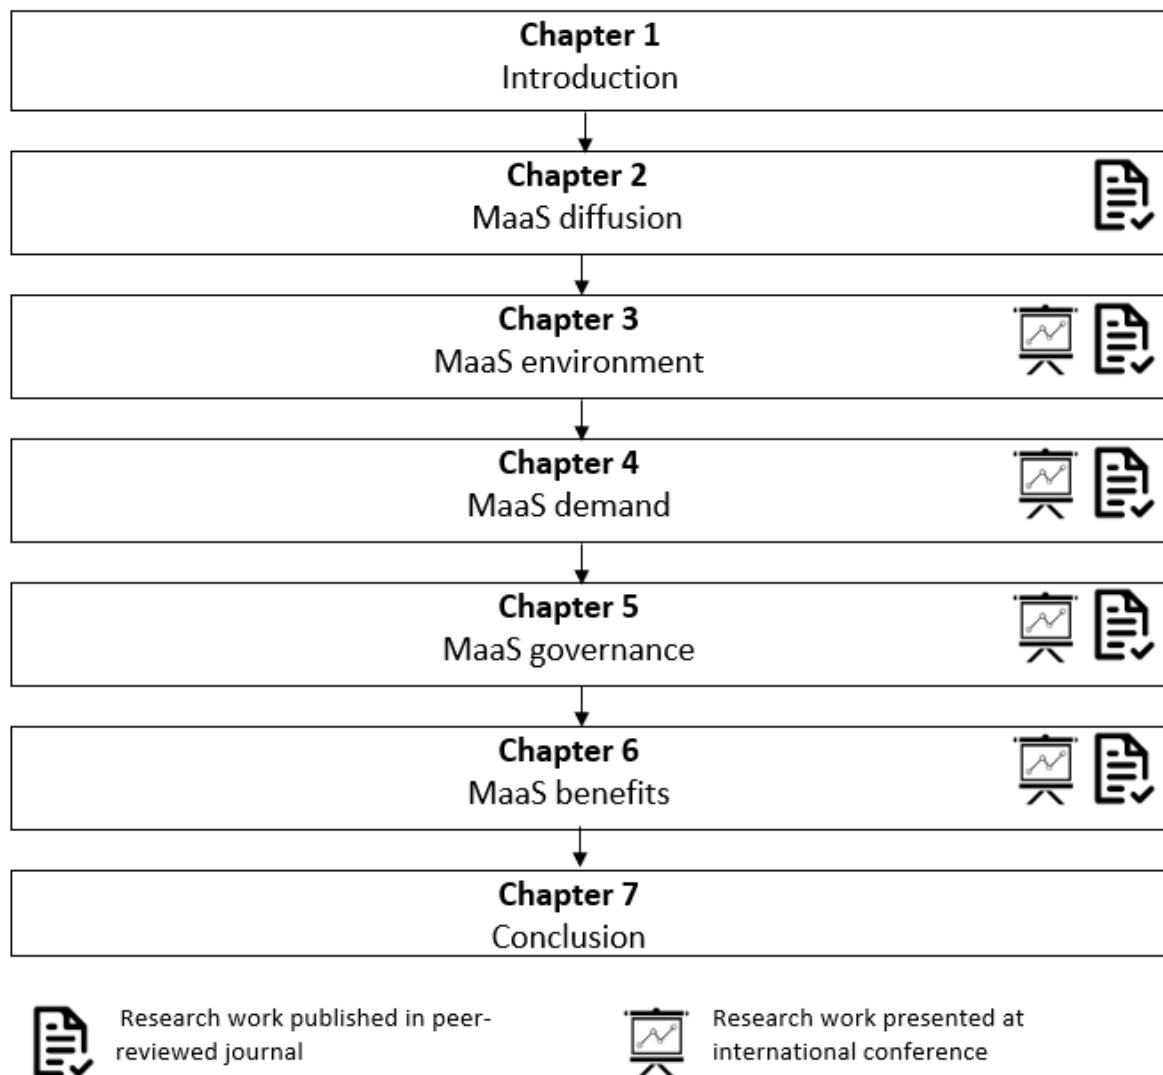 Chapter 1
Introduction
Chapter 2
MaaS diffusion
Chapter 3
MaaS environment
Chapter 4
MaaS demand
Chapter 5
MaaS governance
Chapter 6
MaaS benefits
Chapter 7
Conclusion
Research work published in peer-
reviewed journal
Research work presented at
international conference